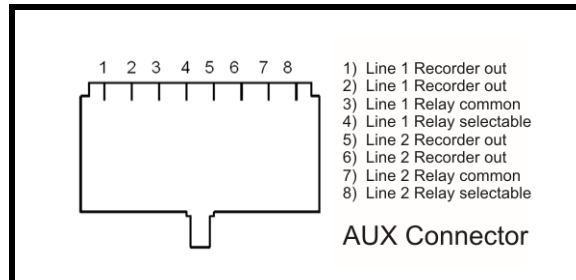 1 2 3 4 5 6 7 8
1) Line 1 Recorder out
2) Line 1 Recorder out
3) Line 1 Relay common
4) Line 1 Relay selectable
5) Line 2 Recorder out
6) Line 2 Recorder out
7) Line 2 Relay common
8) Line 2 Relay selectable
AUX Connector